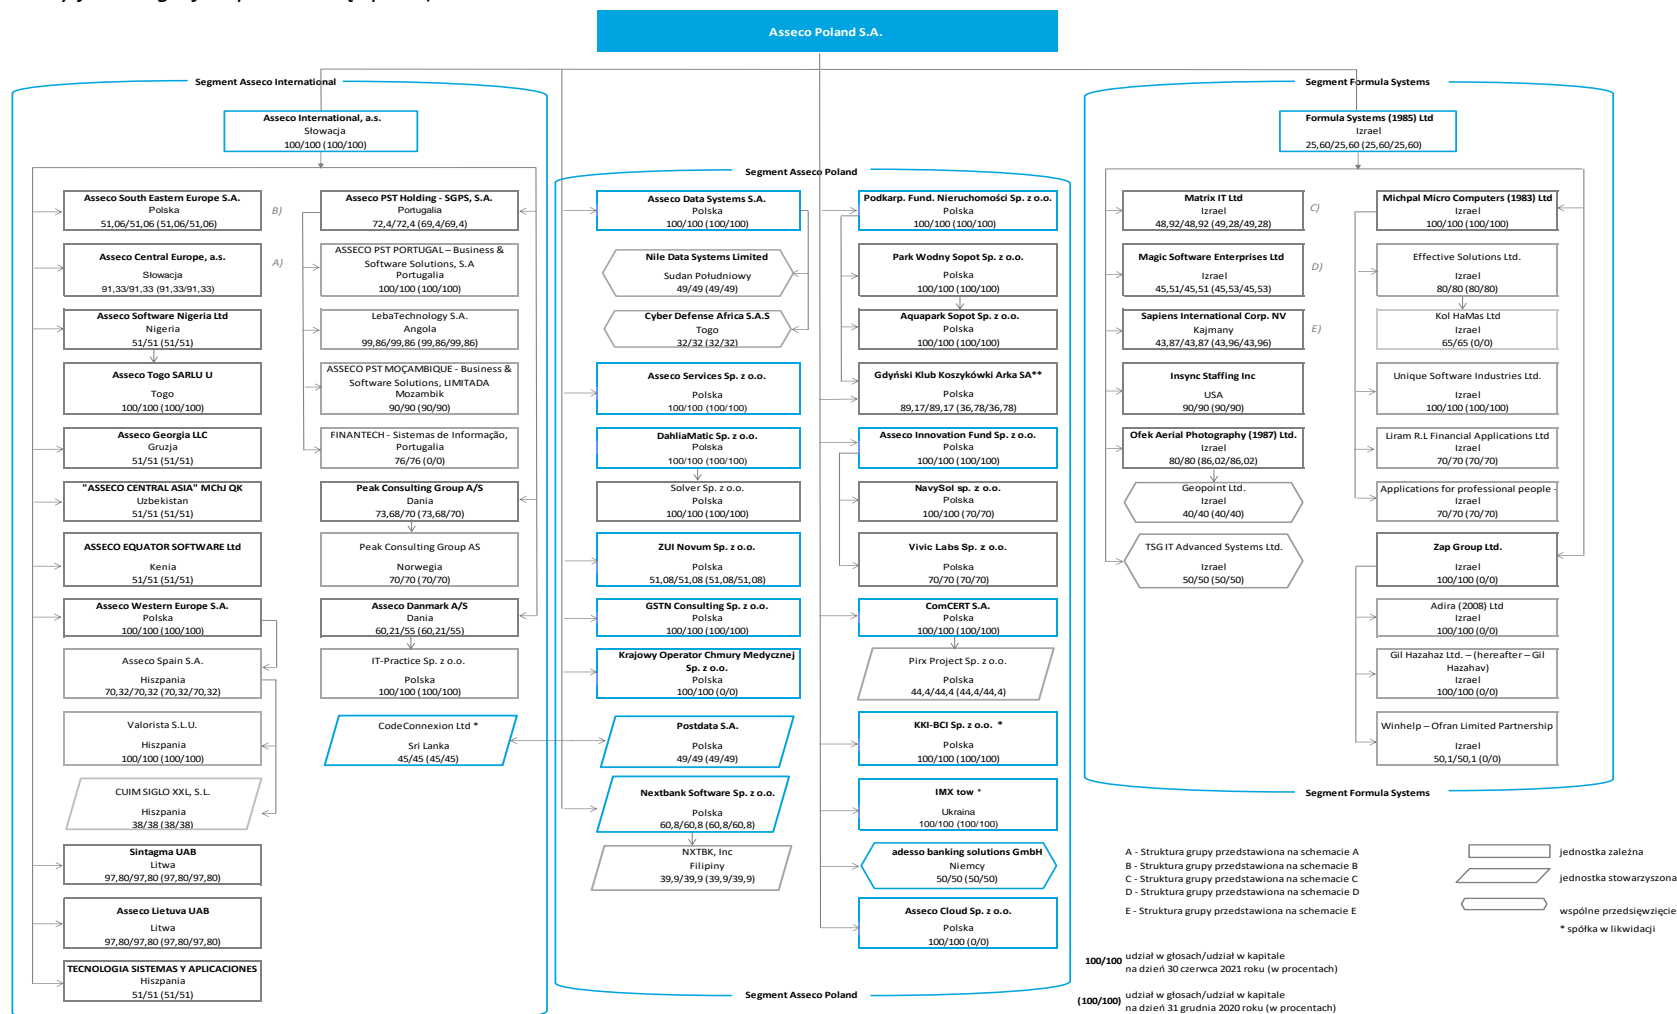 Asseco Poland S.A.
Segment Asseco International
Asseco International, a.s.
Słowacja
100/100 (100/100)
Asseco South Eastern Europe S.A.
Polska
51,06/51,06 (51,06/51,06)
B)
Asseco Central Europe, a.s.
Słowacja
91,33/91,33 (91,33/91,33)
A)
Asseco Software Nigeria Ltd
Nigeria
51/51 (51/51)
Asseco Togo SARLU U
Togo
100/100 (100/100)
Asseco Georgia LLC
Gruzja
51/51 (51/51)
"ASSECO CENTRAL ASIA" MChJ QK
Uzbekistan
51/51 (51/51)
ASSECO EQUATOR SOFTWARE Ltd
Kenia
51/51 (51/51)
Asseco Western Europe S.A.
Polska
100/100 (100/100)
Asseco Spain S.A.
Hiszpania
70,32/70,32 (70,32/70,32)
Valorista S.L.U.
Hiszpania
100/100 (100/100)
CUIM SIGLO XXL, S.L.
Hiszpania
38/38 (38/38)
Sintagma UAB
Litwa
97,80/97,80 (97,80/97,80)
Asseco Lietuva UAB
Litwa
97,80/97,80 (97,80/97,80)
TECNOLOGIA SISTEMAS Y APLICACIONES
Hiszpania
51/51 (51/51)
Asseco PST Holding - SGPS, S.A.
Portugalia
72,4/72,4 (69,4/69,4)
ASSECO PST PORTUGAL – Business &
Software Solutions, S.A
Portugalia
100/100 (100/100)
LebaTechnology S.A.
Angola
99,86/99,86 (99,86/99,86)
ASSECO PST MOÇAMBIQUE - Business &
Software Solutions, LIMITADA
Mozambik
90/90 (90/90)
FINANTECH - Sistemas de Informação,
Portugalia
76/76 (0/0)
Peak Consulting Group A/S
Dania
73,68/70 (73,68/70)
Peak Consulting Group AS
Norwegia
70/70 (70/70)
Asseco Danmark A/S
Dania
60,21/55 (60,21/55)
IT-Practice Sp. z o.o.
Polska
100/100 (100/100)
CodeConnexion Ltd *
Sri Lanka
45/45 (45/45)
Segment Asseco Poland
Asseco Data Systems S.A.
Polska
100/100 (100/100)
Nile Data Systems Limited
Sudan Południowy
49/49 (49/49)
Cyber Defense Africa S.A.S
Togo
32/32 (32/32)
Asseco Services Sp. z o.o.
Polska
100/100 (100/100)
DahliaMatic Sp. z o.o.
Polska
100/100 (100/100)
Solver Sp. z o.o.
Polska
100/100 (100/100)
ZUI Novum Sp. z o.o.
Polska
51,08/51,08 (51,08/51,08)
GSTN Consulting Sp. z o.o.
Polska
100/100 (100/100)
Krajowy Operator Chmury Medycznej
Sp. z o.o.
Polska
100/100 (0/0)
Postdata S.A.
Polska
49/49 (49/49)
Nextbank Software Sp. z o.o.
Polska
60,8/60,8 (60,8/60,8)
NXTBK, Inc
Filipiny
39,9/39,9 (39,9/39,9)
Podkarp. Fund. Nieruchomości Sp. z o.o.
Polska
100/100 (100/100)
Park Wodny Sopot Sp. z o.o.
Polska
100/100 (100/100)
Aquapark Sopot Sp. z o.o.
Polska
100/100 (100/100)
Gdyński Klub Koszykówki Arka SA**
Polska
89,17/89,17 (36,78/36,78)
Asseco Innovation Fund Sp. z o.o.
Polska
100/100 (100/100)
NavySol sp. z o.o.
Polska
100/100 (70/70)
Vivic Labs Sp. z o.o.
Polska
70/70 (70/70)
ComCERT S.A.
Polska
100/100 (100/100)
Pirx Project Sp. z o.o.
Polska
44,4/44,4 (44,4/44,4)
KKI-BCI Sp. z o.o. *
Polska
100/100 (100/100)
IMX tow *
Ukraina
100/100 (100/100)
adesso banking solutions GmbH
Niemcy
50/50 (50/50)
Asseco Cloud Sp. z o.o.
Polska
100/100 (0/0)
Segment Asseco Poland
Segment Formula Systems
Formula Systems (1985) Ltd
Izrael
25,60/25,60 (25,60/25,60)
Matrix IT Ltd
Izrael
48,92/48,92 (49,28/49,28)
C)
Magic Software Enterprises Ltd
Izrael
45,51/45,51 (45,53/45,53)
D)
Sapiens International Corp. NV
Kajmany
43,87/43,87 (43,96/43,96)
E)
Insync Staffing Inc
USA
90/90 (90/90)
Ofek Aerial Photography (1987) Ltd.
Izrael
80/80 (86,02/86,02)
Geopoint Ltd.
Izrael
40/40 (40/40)
TSG IT Advanced Systems Ltd.
Izrael
50/50 (50/50)
Michpal Micro Computers (1983) Ltd
Izrael
100/100 (100/100)
Effective Solutions Ltd.
Izrael
80/80 (80/80)
Kol HaMas Ltd
Izrael
65/65 (0/0)
Unique Software Industries Ltd.
Izrael
100/100 (100/100)
Liram R.L Financial Applications Ltd
Izrael
70/70 (70/70)
Applications for professional people -
Izrael
70/70 (70/70)
Zap Group Ltd.
Izrael
100/100 (0/0)
Adira (2008) Ltd
Izrael
100/100 (0/0)
Gil Hazahaz Ltd. – (hereafter – Gil
Hazahav)
Izrael
100/100 (0/0)
Winhelp – Ofran Limited Partnership
Izrael
50,1/50,1 (0/0)
Segment Formula Systems
A - Struktura grupy przedstawiona na schemacie A
B - Struktura grupy przedstawiona na schemacie B
C - Struktura grupy przedstawiona na schemacie C
D - Struktura grupy przedstawiona na schemacie D
E - Struktura grupy przedstawiona na schemacie E
jednostka zależna
jednostka stowarzyszona
wspólne przedsięwzięcie
* spółka w likwidacji
100/100 udział w głosach/udział w kapitale
na dzień 30 czerwca 2021 roku (w procentach)
(100/100) udział w głosach/udział w kapitale
na dzień 31 grudnia 2020 roku (w procentach)